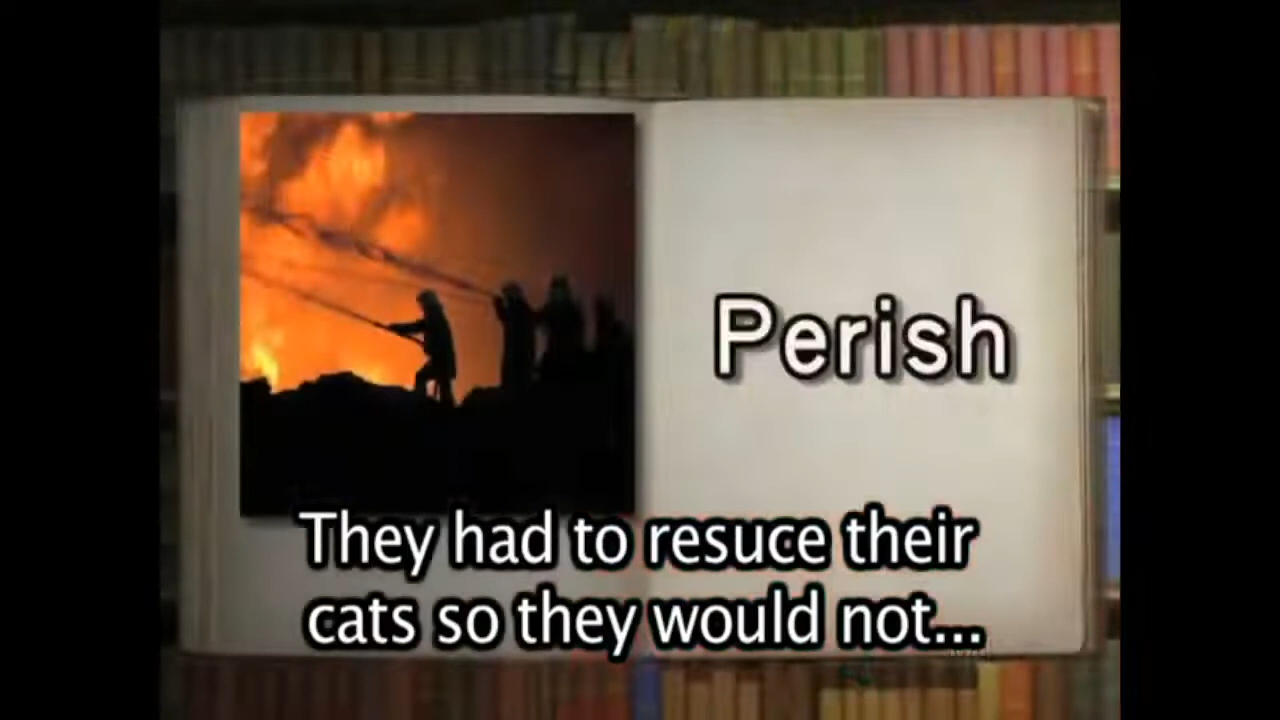 Perish
They had to resuce their
cats so they would not...